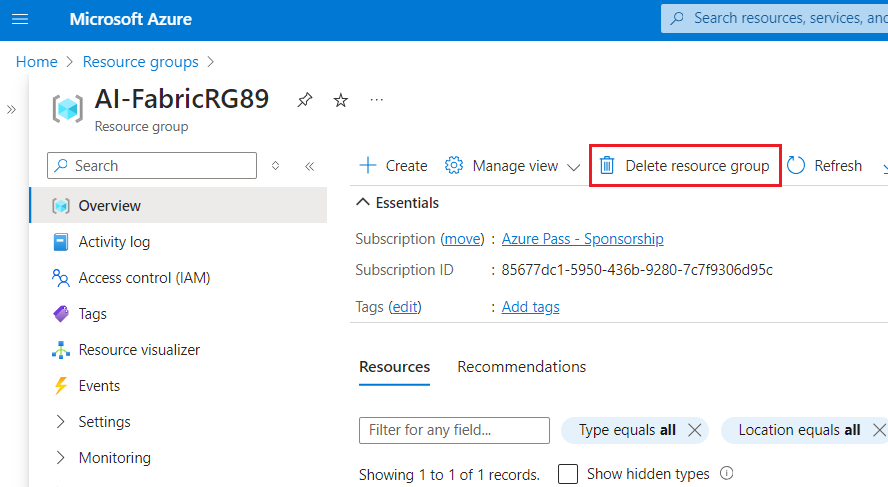 Microsoft Azure
Search resources, services, and
Home > Resource groups >
AI-FabricRG89
Resource group
Search
Create
Manage view
Delete resource group
Refresh
Overview
Activity log
Access control (IAM)
Tags
Resource visualizer
Events
Settings
Monitoring
Essentials
Subscription (move) : Azure Pass - Sponsorship
Subscription ID : 85677dc1-5950-436b-9280-7c7f9306d95c
Tags (edit) : Add tags
Resources
Recommendations
Filter for any field...
Type equals all
Location equals all
Showing 1 to 1 of 1 records.
Show hidden types